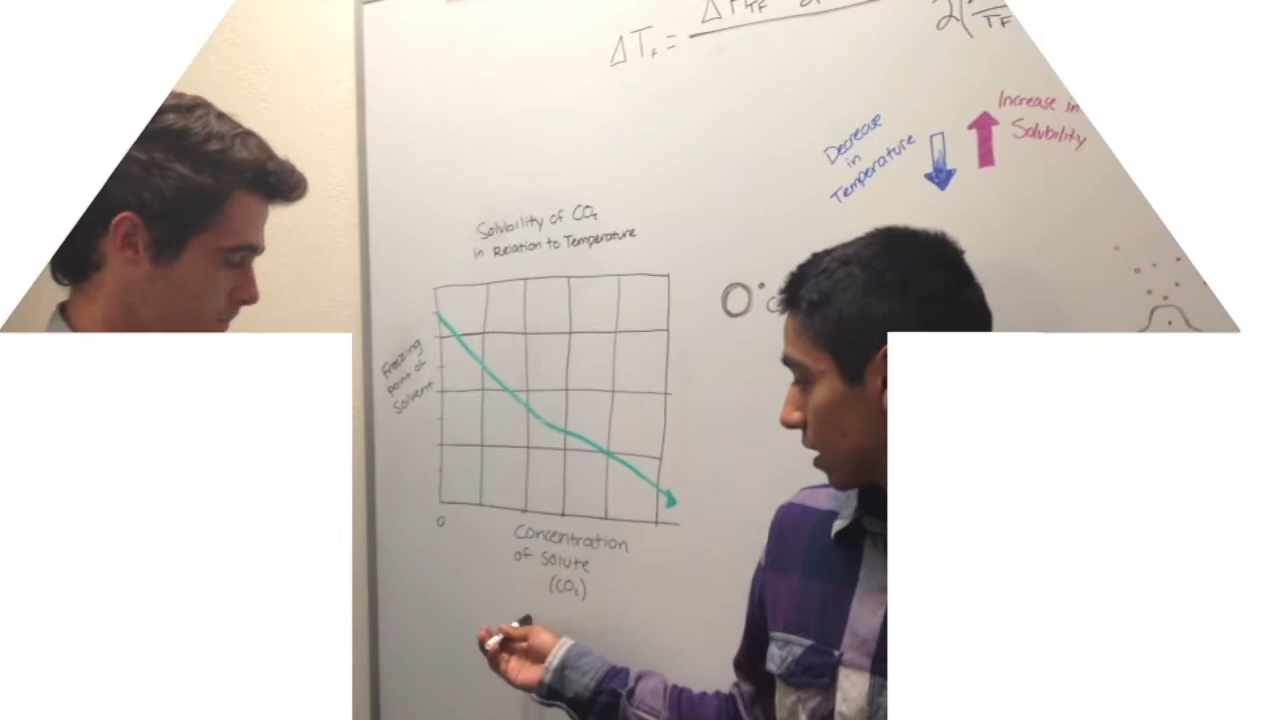 ΔT_F =
Increase in
Solubility
Decrease
in
Temperature
Solubility of CO₂
in Relation to Temperature
0°
Freezing
point of
Solvent
0
Concentration
of Solute
(CO₂)